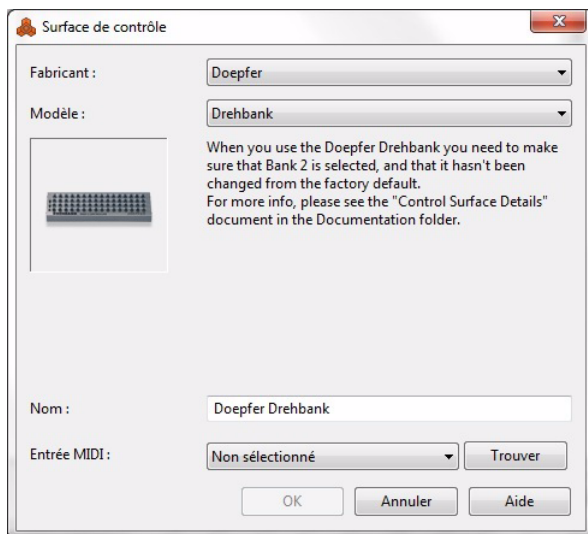 Surface de contrôle
Fabricant :
Doepfer
Modèle :
Drehbank
When you use the Doepfer Drehbank you need to make
sure that Bank 2 is selected, and that it hasn't been
changed from the factory default.
For more info, please see the "Control Surface Details"
document in the Documentation folder.
Nom :
Doepfer Drehbank
Entrée MIDI :
Non sélectionné
Trouver
OK
Annuler
Aide